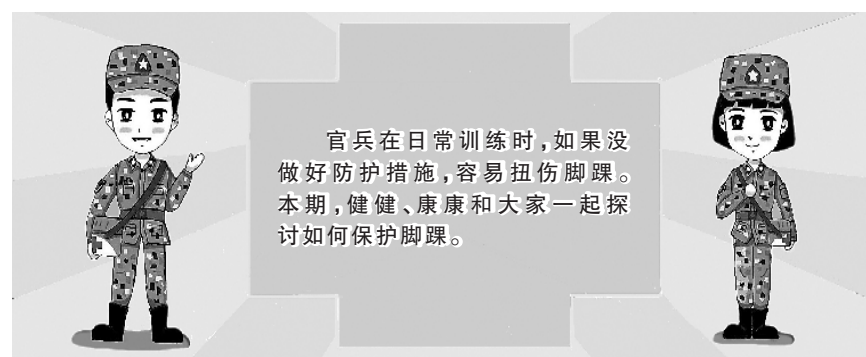 官兵在日常训练时,如果没
做好防护措施,容易扭伤脚踝。
本期,健健、康康和大家一起探
讨如何保护脚踝。